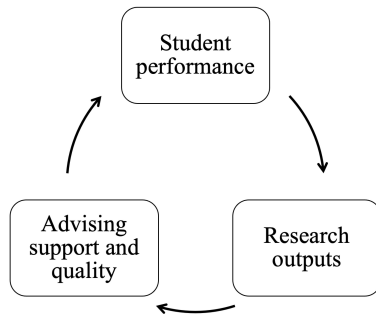 Student
performance
Advising
support and
quality
Research
outputs